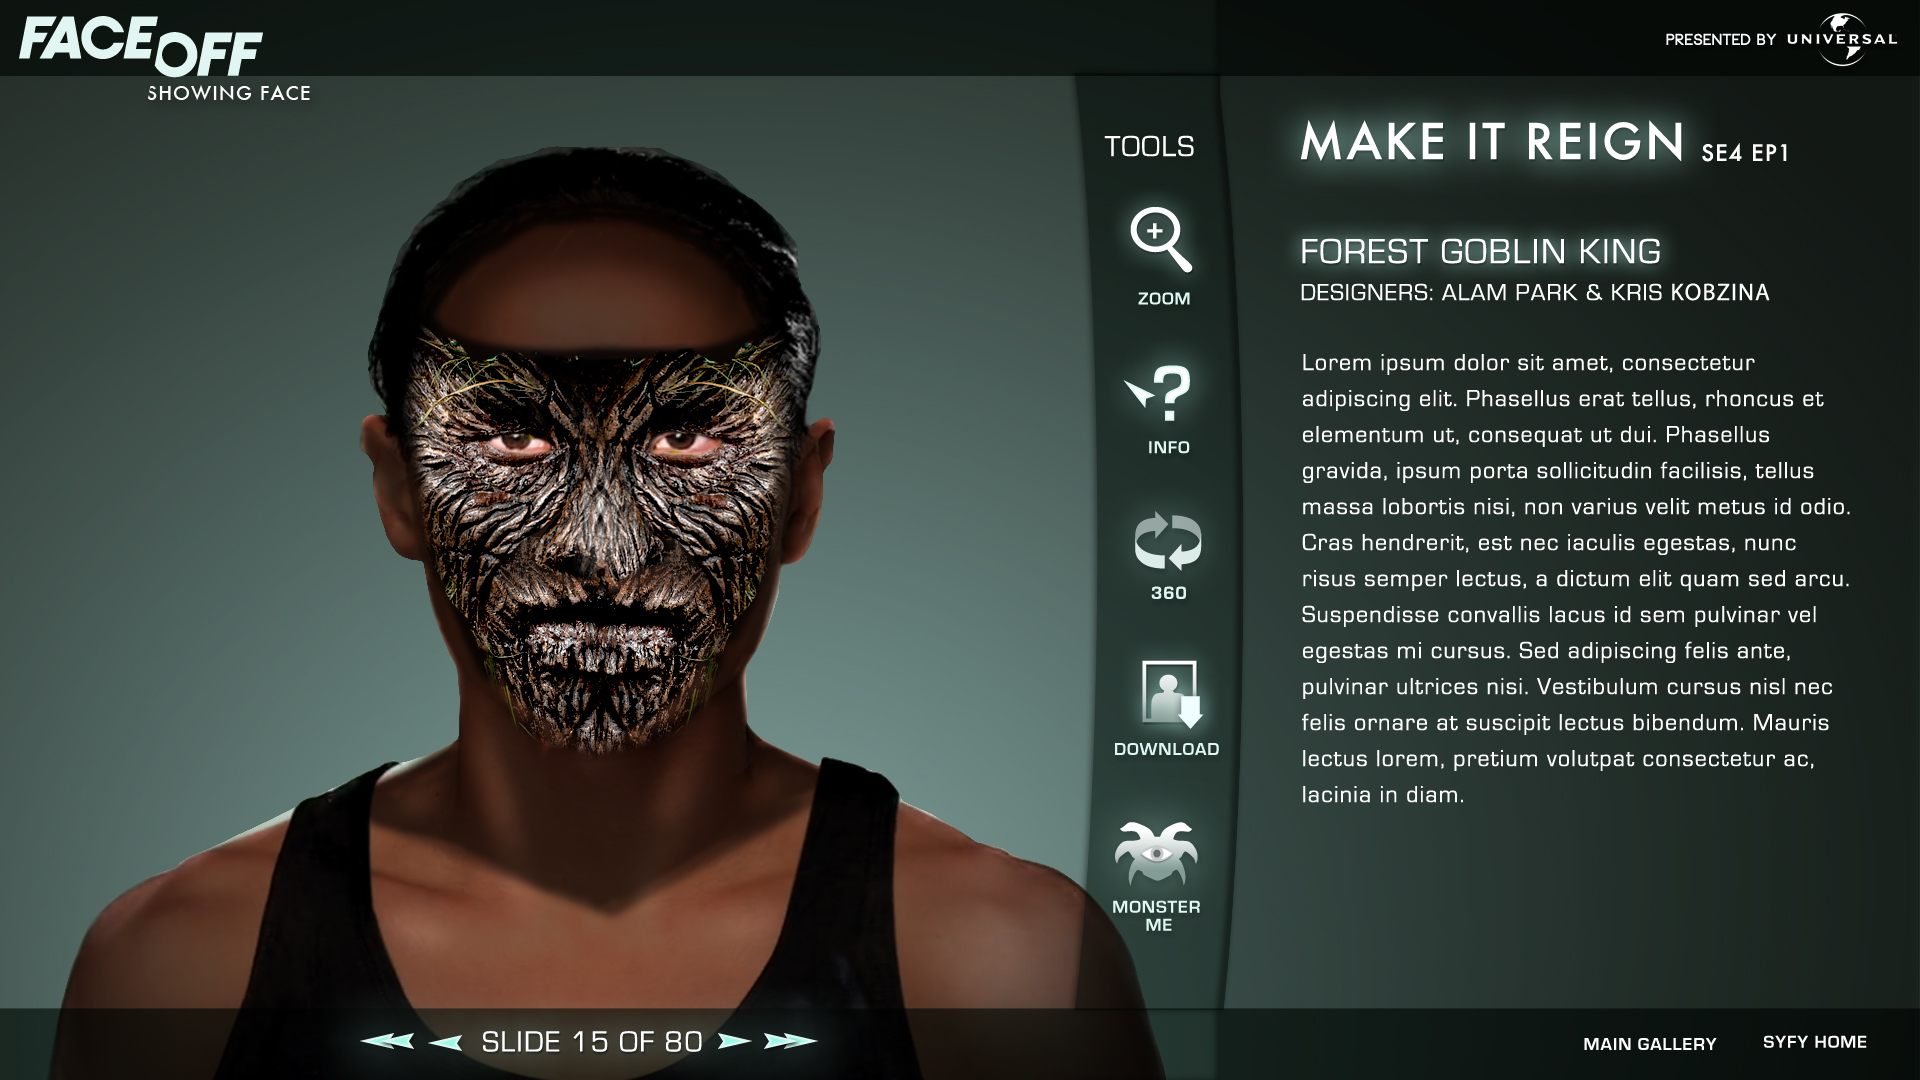 FACE OFF
SHOWING FACE
PRESENTED BY UNIVERSAL
TOOLS
ZOOM
INFO
360
DOWNLOAD
MONSTER
ME
MAKE IT REIGN SE4 EP1
FOREST GOBLIN KING
DESIGNERS: ALAM PARK & KRIS KOBZINA
Lorem ipsum dolor sit amet, consectetur
adipiscing elit. Phasellus erat tellus, rhoncus et
elementum ut, consequat ut dui. Phasellus
gravida, ipsum porta sollicitudin facilisis, tellus
massa lobortis nisi, non varius velit metus id odio.
Cras hendrerit, est nec iaculis egestas, nunc
risus semper lectus, a dictum elit quam sed arcu.
Suspendisse convallis lacus id sem pulvinar vel
egestas mi cursus. Sed adipiscing felis ante,
pulvinar ultrices nisi. Vestibulum cursus nisl nec
felis ornare at suscipit lectus bibendum. Mauris
lectus lorem, pretium volutpat consectetur ac,
lacinia in diam.
SLIDE 15 OF 80
MAIN GALLERY
SYFY HOME